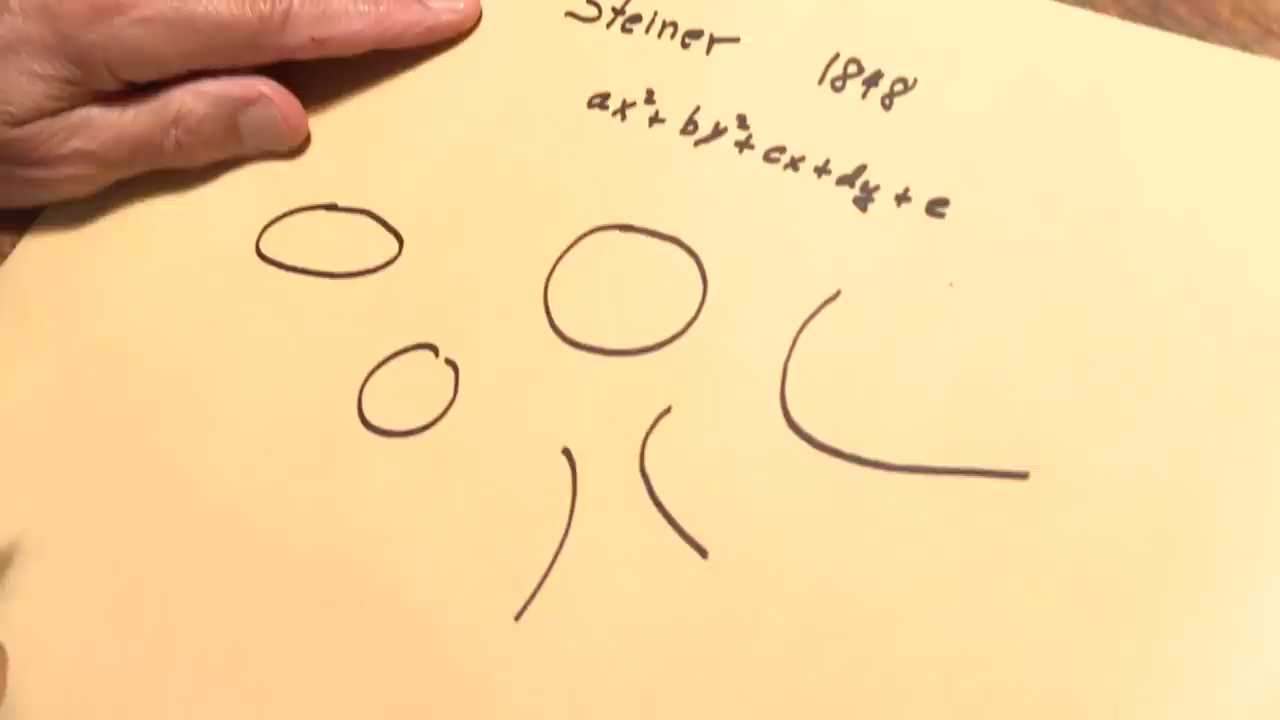 Steiner 1848
ax²+ by²+ cx + dy + e